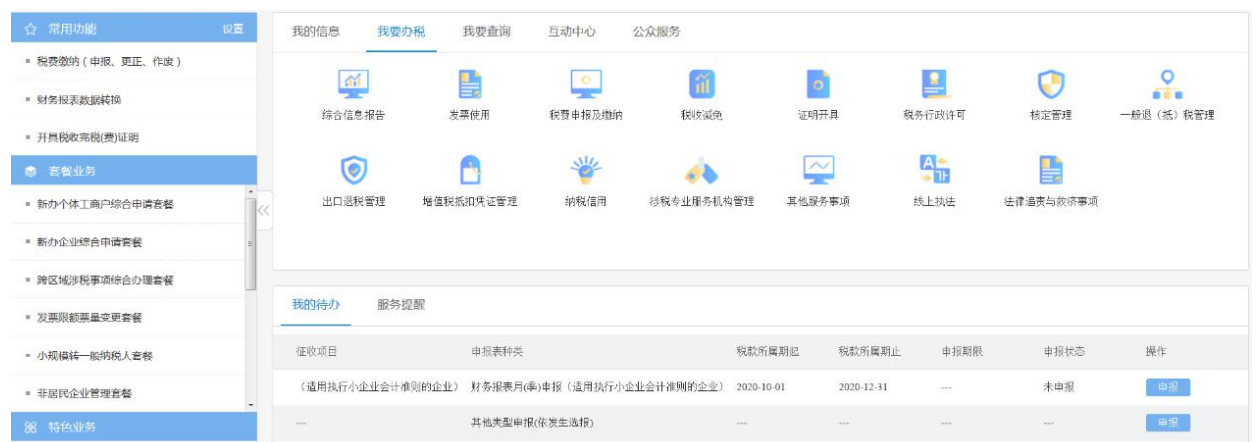 常用功能 设置
税费缴纳（申报、更正、作废）
财务报表数据转换
开具税收完税(费)证明
套餐业务
新办个体工商户综合申请套餐
新办企业综合申请套餐
跨区域涉税事项综合办理套餐
发票限额票量变更套餐
小规模转一般纳税人套餐
非居民企业管理套餐
特色业务
我的信息 我要办税 我要查询 互动中心 公众服务
综合信息报告 发票使用 税费申报及缴纳 税收减免 证明开具 税务行政许可 核定管理 一般退（抵）税管理
出口退税管理 增值税抵扣凭证管理 纳税信用 涉税专业服务机构管理 其他服务事项 线上执法 法律追责与救济事项
我的待办 服务提醒
征收项目 申报表种类 税款所属期起 税款所属期止 申报期限 申报状态 操作
（适用执行小企业会计准则的企业） 财务报表月(季)申报（适用执行小企业会计准则的企业） 2020-10-01 2020-12-31 --- 未申报 申报
--- 其他类型申报(依发生选报) --- --- --- --- 申报